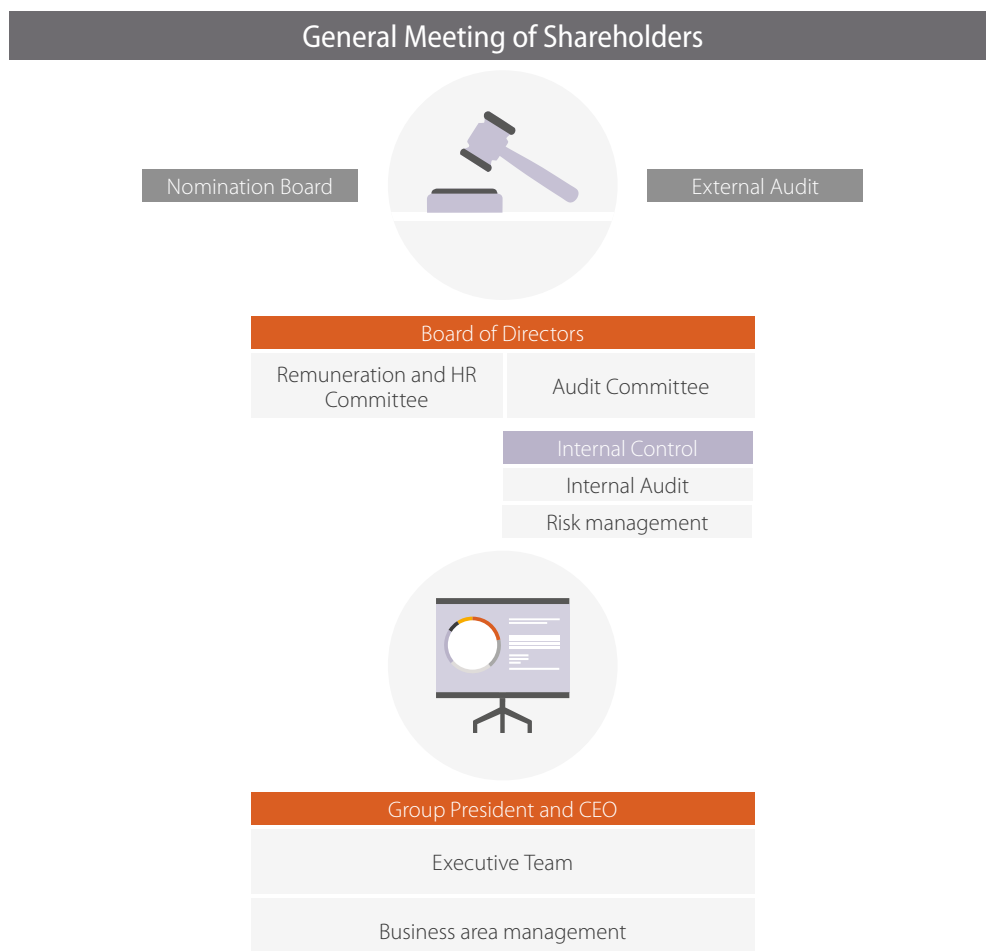 General Meeting of Shareholders
Nomination Board
External Audit
Board of Directors
Remuneration and HR
Committee
Audit Committee
Internal Control
Internal Audit
Risk management
Group President and CEO
Executive Team
Business area management